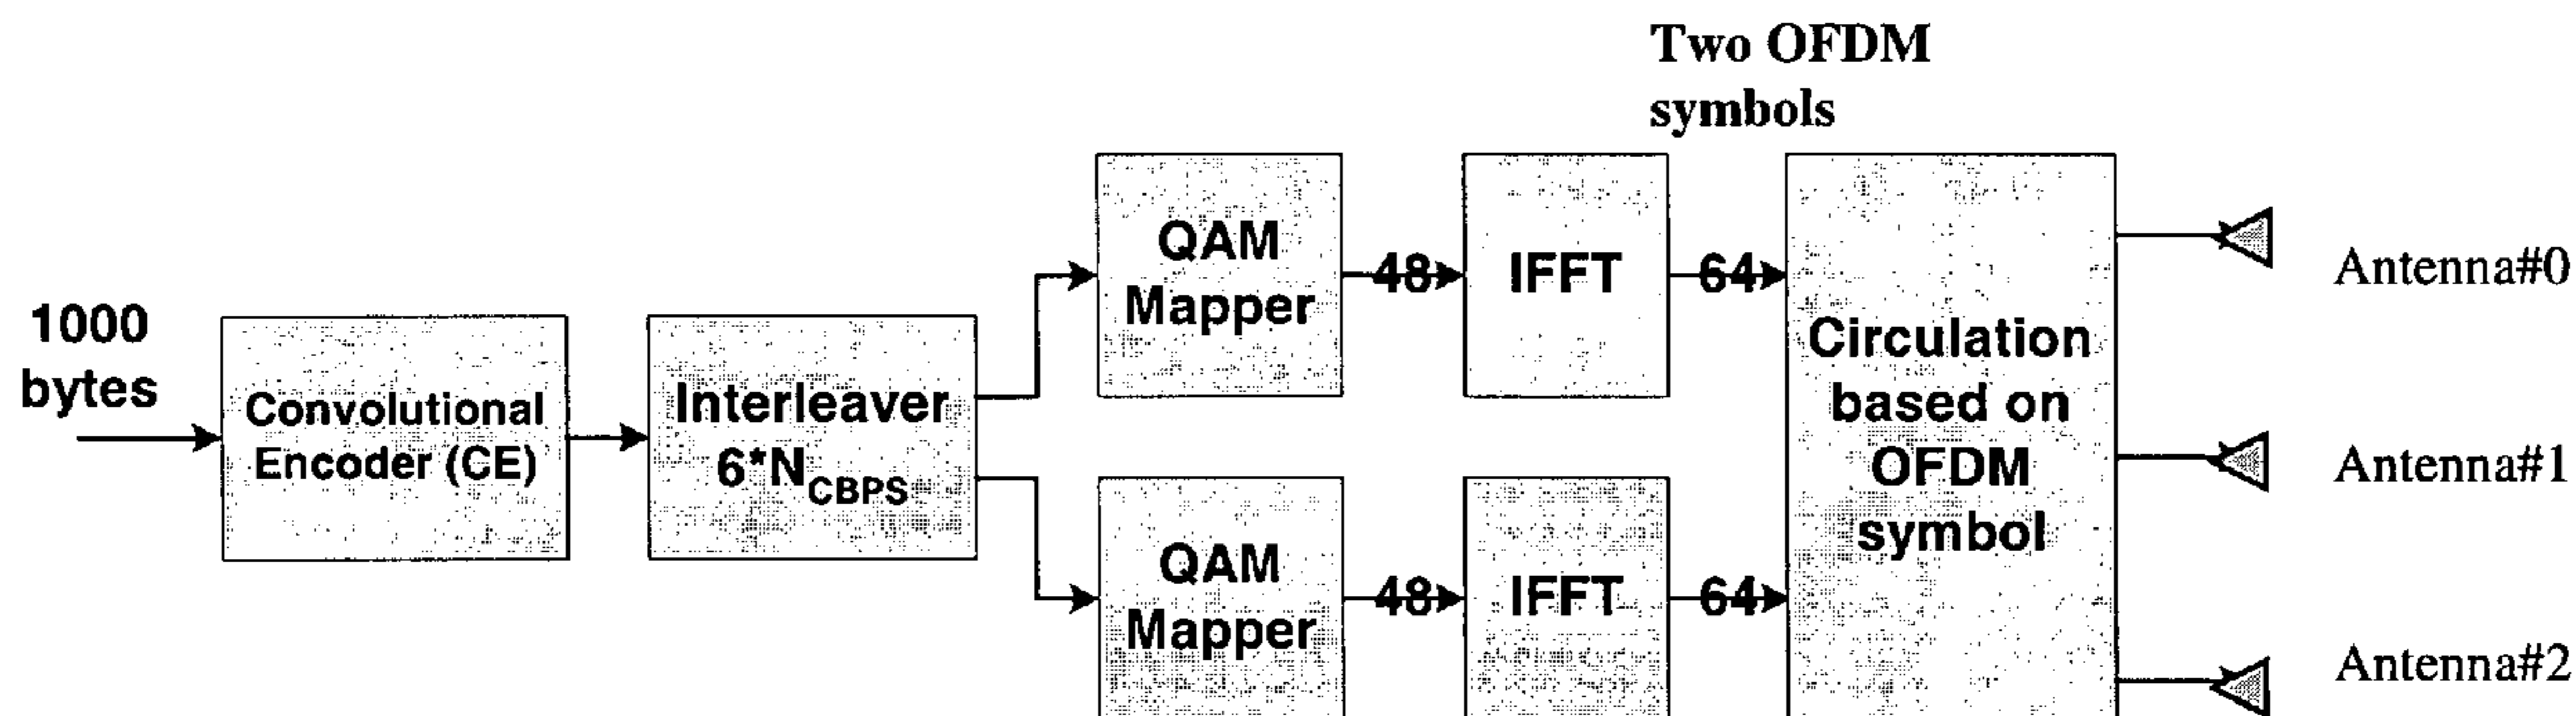 Two OFDM
symbols
1000
bytes
Convolutional
Encoder (CE)
Interleaver
6*N_CBPS
QAM
Mapper
48
IFFT
64
QAM
Mapper
48
IFFT
64
Circulation
based on
OFDM
symbol
Antenna#0
Antenna#1
Antenna#2